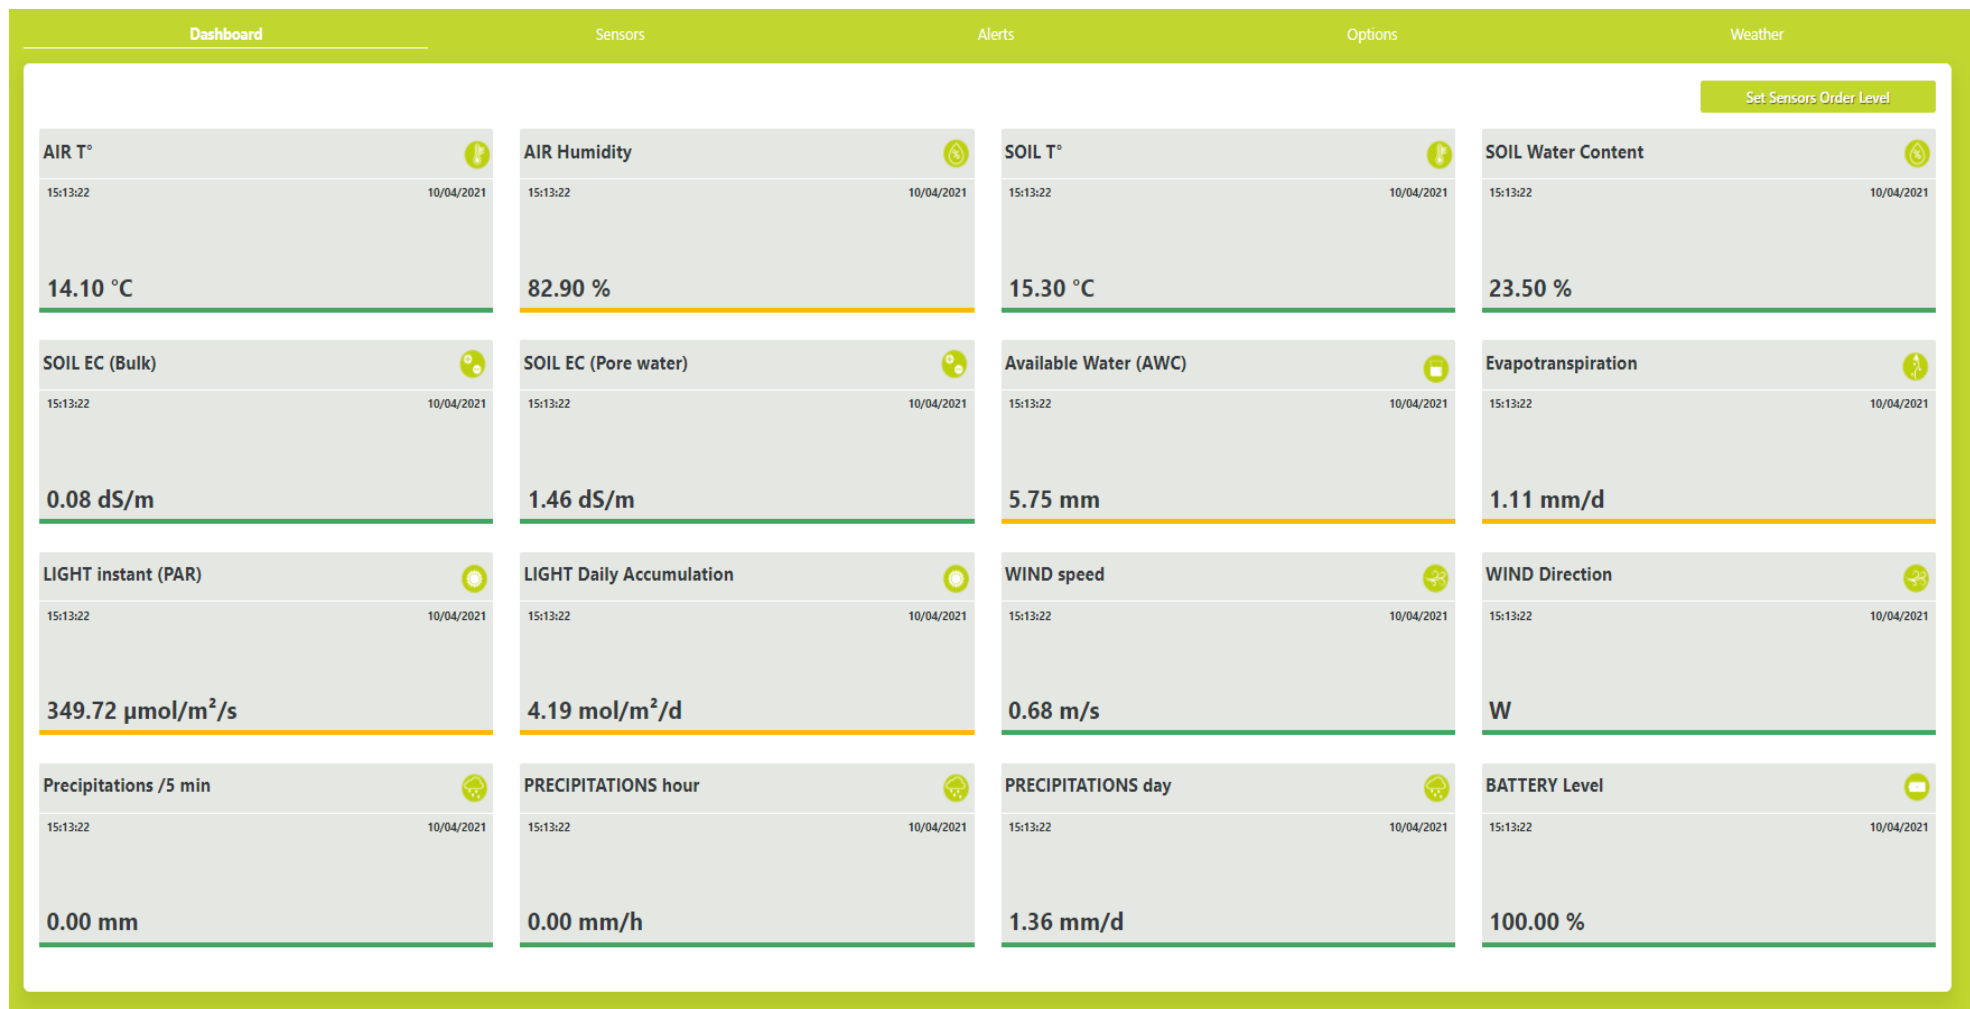 Dashboard Sensors Alerts Options Weather
Set Sensors Order Level
AIR T° AIR Humidity SOIL T° SOIL Water Content
15:13:22 10/04/2021 15:13:22 10/04/2021 15:13:22 10/04/2021 15:13:22 10/04/2021
14.10 °C 82.90 % 15.30 °C 23.50 %
SOIL EC (Bulk) SOIL EC (Pore water) Available Water (AWC) Evapotranspiration
15:13:22 10/04/2021 15:13:22 10/04/2021 15:13:22 10/04/2021 15:13:22 10/04/2021
0.08 dS/m 1.46 dS/m 5.75 mm 1.11 mm/d
LIGHT instant (PAR) LIGHT Daily Accumulation WIND speed WIND Direction
15:13:22 10/04/2021 15:13:22 10/04/2021 15:13:22 10/04/2021 15:13:22 10/04/2021
349.72 µmol/m²/s 4.19 mol/m²/d 0.68 m/s W
Precipitations /5 min PRECIPITATIONS hour PRECIPITATIONS day BATTERY Level
15:13:22 10/04/2021 15:13:22 10/04/2021 15:13:22 10/04/2021 15:13:22 10/04/2021
0.00 mm 0.00 mm/h 1.36 mm/d 100.00 %